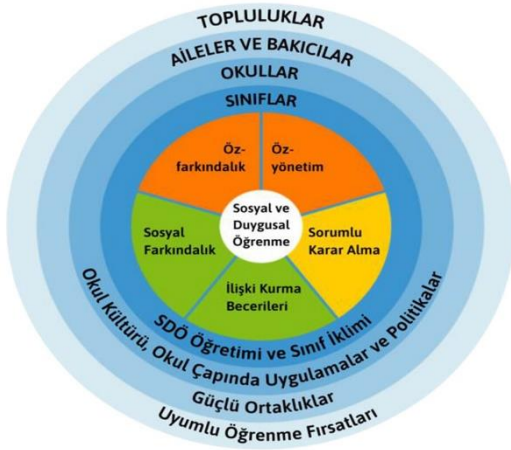 TOPLULUKLAR
AİLELER VE BAKICILAR
OKULLAR
SINIFLAR
Öz-
farkındalık
Öz-
yönetim
Sosyal ve
Duygusal
Öğrenme
Sosyal
Farkındalık
Sorumlu
Karar Alma
İlişki Kurma
Becerileri
SDÖ Öğretimi ve Sınıf İklimi
Okul Kültürü, Okul Çapında Uygulamalar ve Politikalar
Güçlü Ortaklıklar
Uyumlu Öğrenme Fırsatları